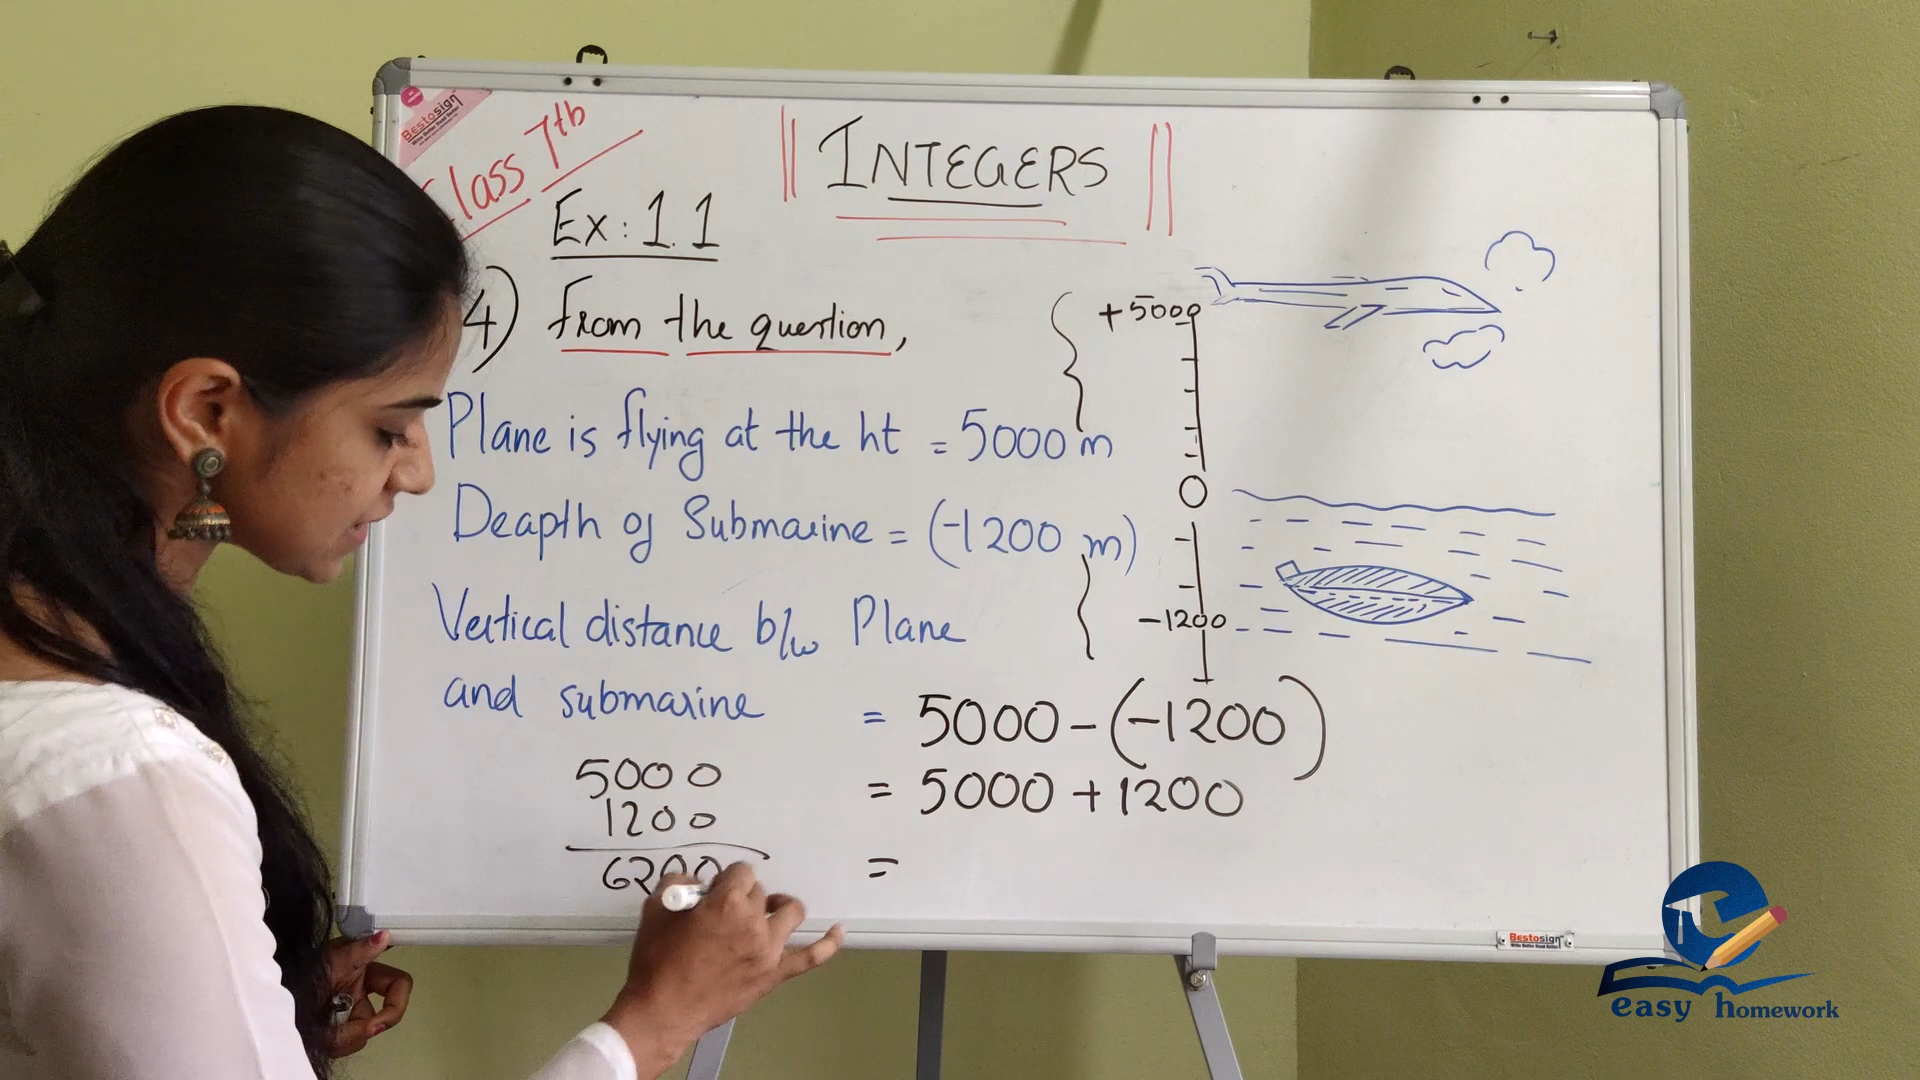 Bestosign
Class 7th
INTEGERS
Ex: 1.1
4) From the question,
+5000
Plane is flying at the ht = 5000 m
0
Deapth of Submarine = (-1200 m)
-1200
Vertical distance b/w Plane
and submarine = 5000 - (-1200)
5000
= 5000 + 1200
1200
6200
=
Bestosign
easy homework